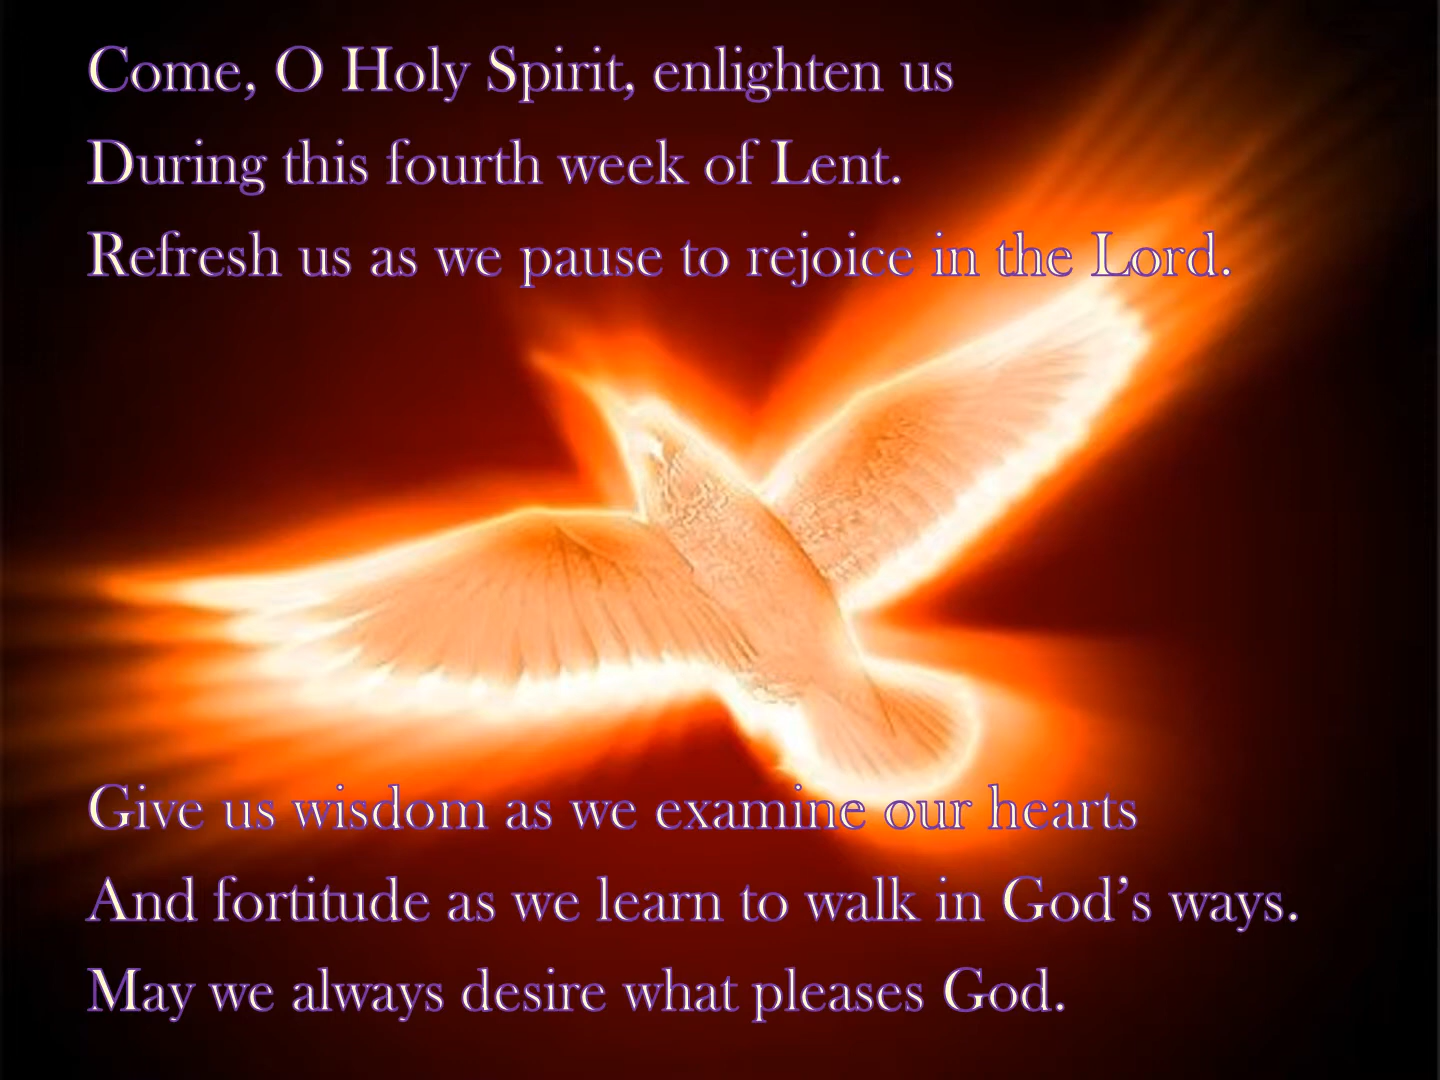 Come, O Holy Spirit, enlighten us
During this fourth week of Lent.
Refresh us as we pause to rejoice in the Lord.
Give us wisdom as we examine our hearts
And fortitude as we learn to walk in God’s ways.
May we always desire what pleases God.